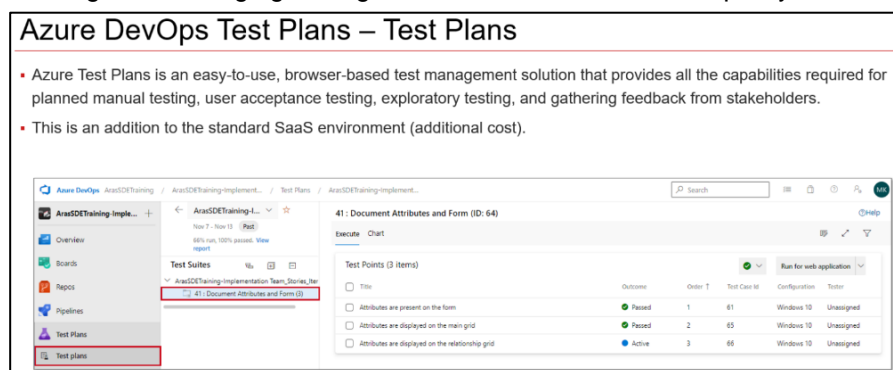 Azure DevOps Test Plans – Test Plans
▪ Azure Test Plans is an easy-to-use, browser-based test management solution that provides all the capabilities required for
planned manual testing, user acceptance testing, exploratory testing, and gathering feedback from stakeholders.
▪ This is an addition to the standard SaaS environment (additional cost).
Azure DevOps ArasSDETraining / ArasSDETraining-Implement... / Test Plans / ArasSDETraining-Implement...
Search
MK
ArasSDETraining-Imple... +
Overview
Boards
Repos
Pipelines
Test Plans
Test plans
ArasSDETraining-I...
Nov 7 - Nov 13 Past
66% run, 100% passed. View
report
Test Suites
ArasSDETraining-Implementation Team_Stories_Iter
41 : Document Attributes and Form (3)
41 : Document Attributes and Form (ID: 64)
Help
Execute Chart
Test Points (3 items)
Run for web application
Title Outcome Order ↑ Test Case Id Configuration Tester
Attributes are present on the form Passed 1 61 Windows 10 Unassigned
Attributes are displayed on the main grid Passed 2 65 Windows 10 Unassigned
Attributes are displayed on the relationship grid Active 3 66 Windows 10 Unassigned